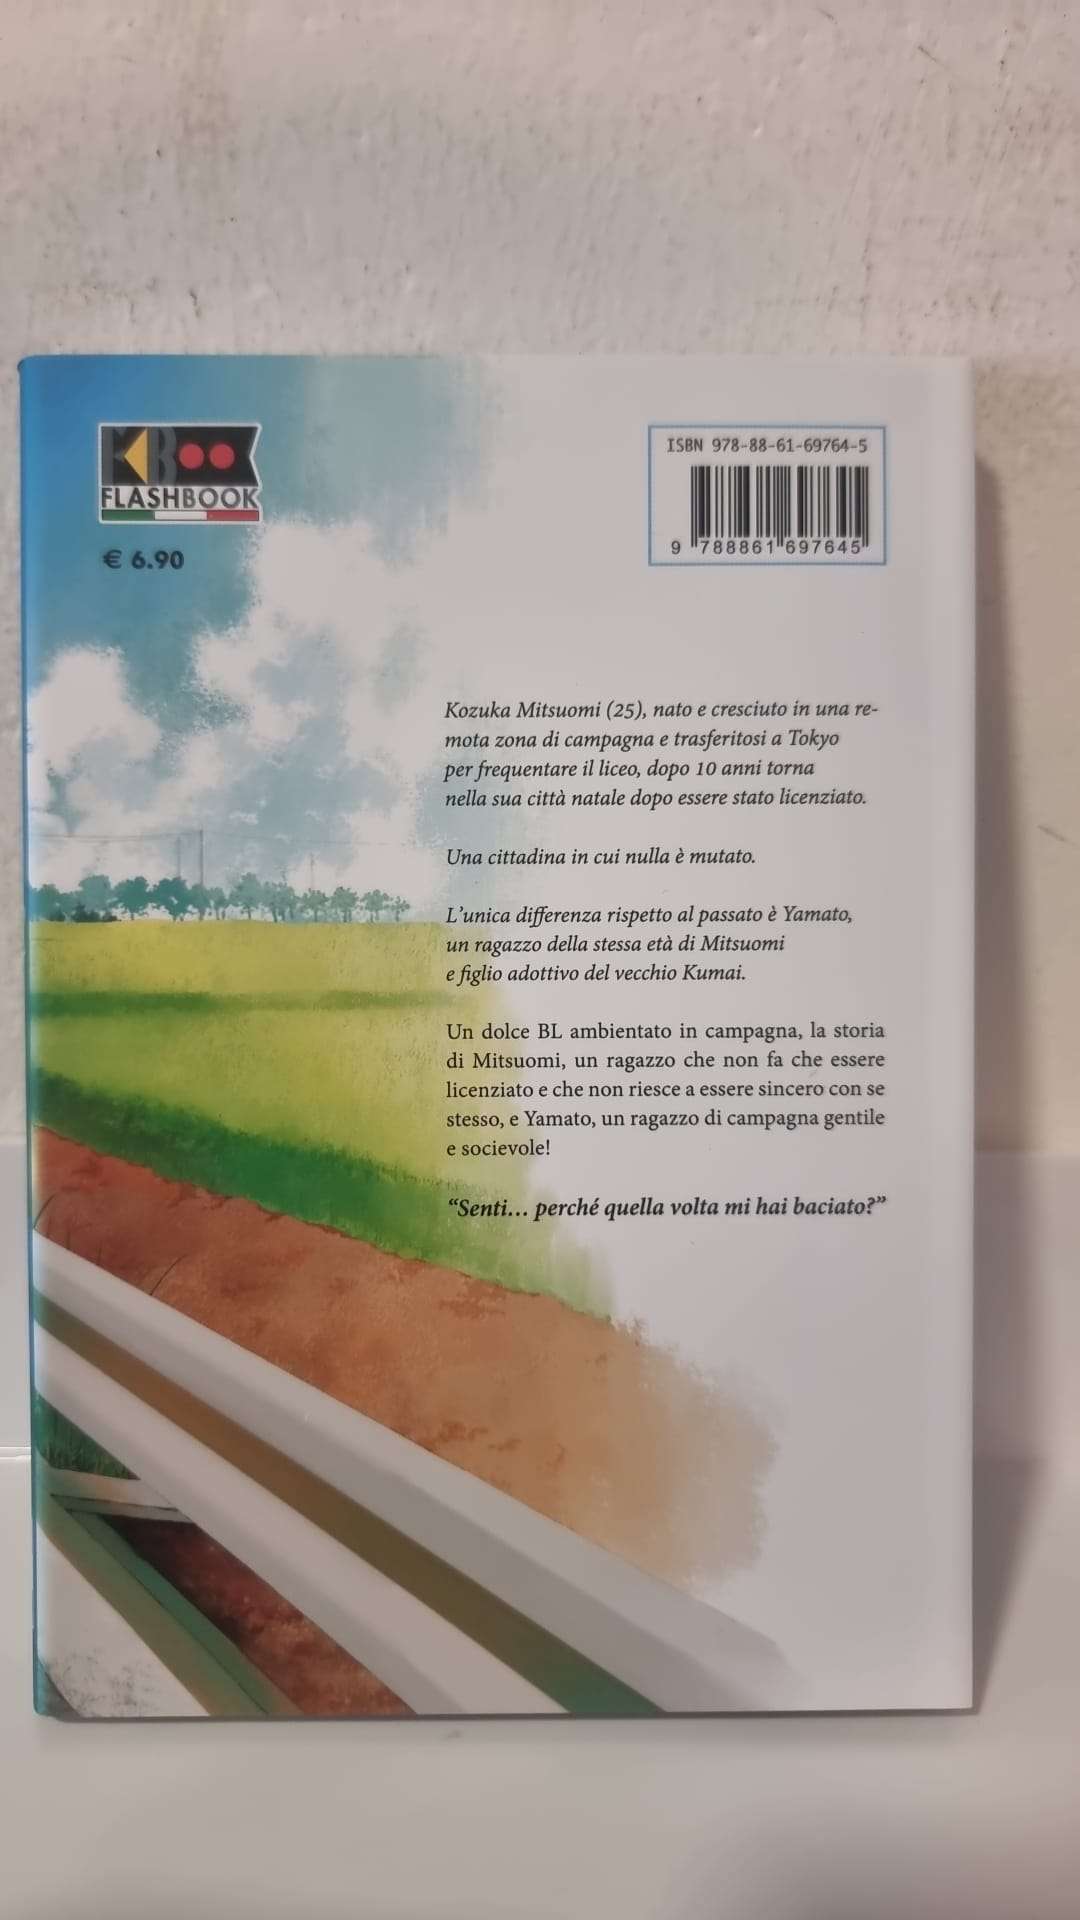 FLASHBOOK
€ 6.90
ISBN 978-88-61-69764-5
9 788861 697645
Kozuka Mitsuomi (25), nato e cresciuto in una re-
mota zona di campagna e trasferitosi a Tokyo
per frequentare il liceo, dopo 10 anni torna
nella sua città natale dopo essere stato licenziato.
Una cittadina in cui nulla è mutato.
L'unica differenza rispetto al passato è Yamato,
un ragazzo della stessa età di Mitsuomi
e figlio adottivo del vecchio Kumai.
Un dolce BL ambientato in campagna, la storia
di Mitsuomi, un ragazzo che non fa che essere
licenziato e che non riesce a essere sincero con se
stesso, e Yamato, un ragazzo di campagna gentile
e socievole!
“Senti... perché quella volta mi hai baciato?”